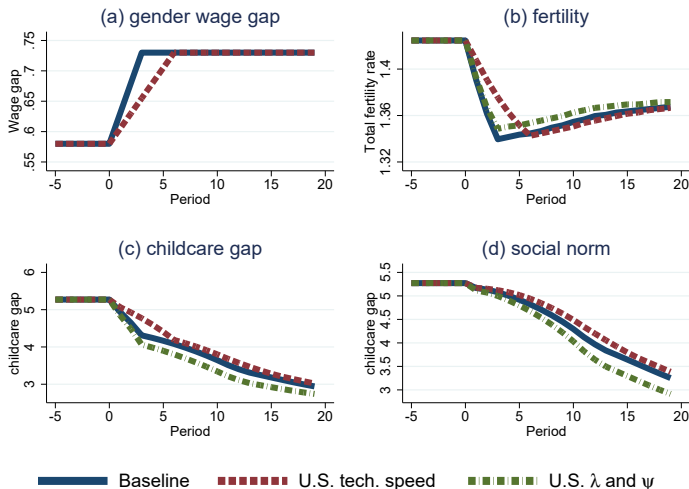 (a) gender wage gap
Wage gap
.75
.7
.65
.6
.55
-5 0 5 10 15 20
Period
(b) fertility
Total fertility rate
1.4
1.36
1.32
-5 0 5 10 15 20
Period
(c) childcare gap
childcare gap
6
5
4
3
-5 0 5 10 15 20
Period
(d) social norm
childcare gap
5.5
5
4.5
4
3.5
3
-5 0 5 10 15 20
Period
Baseline U.S. tech. speed U.S. λ and ψ